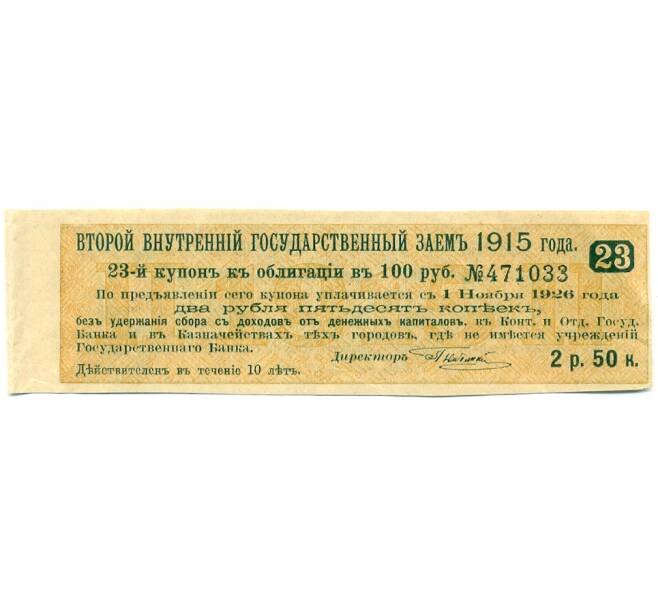 ВТОРОЙ ВНУТРЕННІЙ ГОСУДАРСТВЕННЫЙ ЗАЕМЪ 1915 года.
23
23-й купонъ къ облигаціи въ 100 руб. №471033
По предъявленіи сего купона уплачивается съ 1 Ноября 1926 года
два рубля пятьдесятъ копѣекъ,
безъ удержанія сбора съ доходовъ отъ денежныхъ капиталовъ, въ Конт. и Отд. Госуд.
Банка и въ Казначействахъ тѣхъ городовъ, гдѣ не имѣется учрежденій
Государственнаго Банка.
Директоръ
2 р. 50 к.
Дѣйствителенъ въ теченіе 10 лѣтъ.